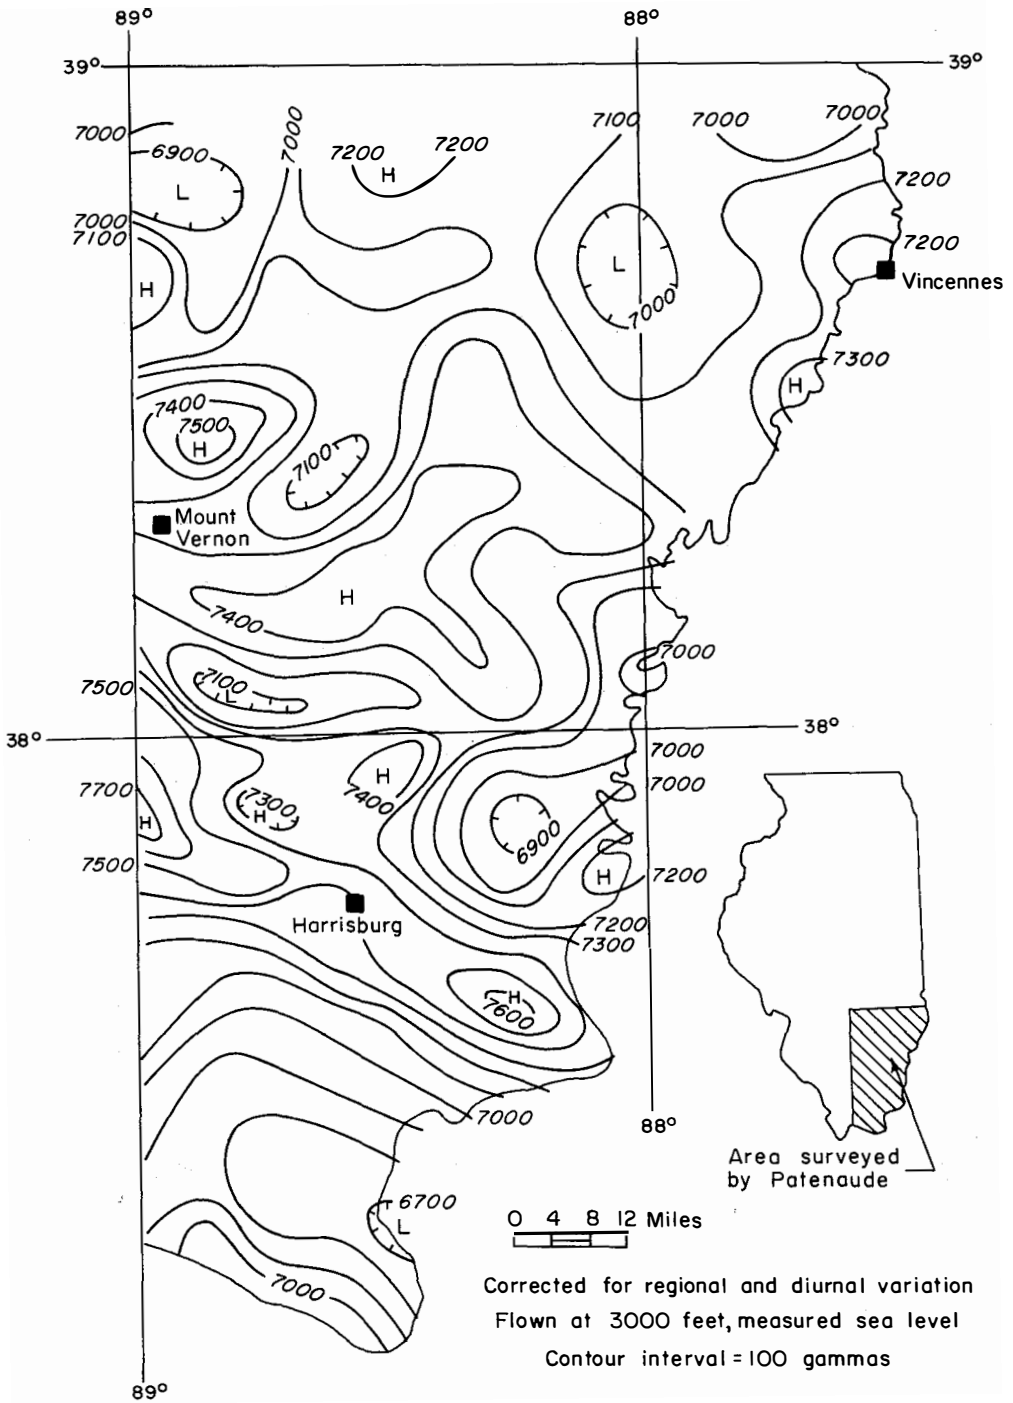 89° 88°
39° 39°
7000 7000 7100 7000 7000
6900 7200 7200
H
L 7200
7000
7100 7200
L
H Vincennes
7000
7300
H
7400
7500
H 7100
Mount
Vernon
H
7400
7000
7100
L
7500
38° 38°
7000
H
7700 7400 7000
7300
H H
6900
7500
H 7200
Harrisburg 7200
7300
H
7600
7000
88°
Area surveyed
by Patenaude
6700
L
0 4 8 12 Miles
7000
Corrected for regional and diurnal variation
Flown at 3000 feet, measured sea level
Contour interval = 100 gammas
89°